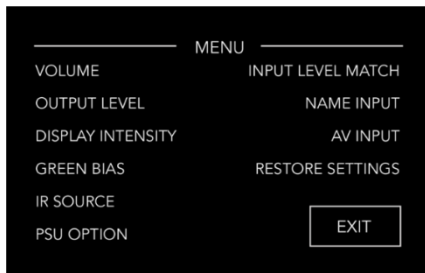 MENU
VOLUME
OUTPUT LEVEL
DISPLAY INTENSITY
GREEN BIAS
IR SOURCE
PSU OPTION
INPUT LEVEL MATCH
NAME INPUT
AV INPUT
RESTORE SETTINGS
EXIT